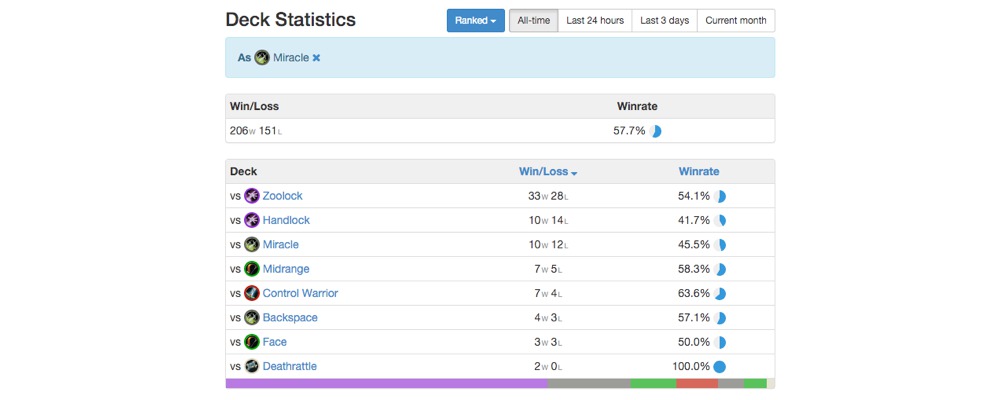 Deck Statistics
Ranked All-time Last 24 hours Last 3 days Current month
As Miracle ✖
Win/Loss Winrate
206W 151L 57.7%
Deck Win/Loss Winrate
vs Zoolock 33W 28L 54.1%
vs Handlock 10W 14L 41.7%
vs Miracle 10W 12L 45.5%
vs Midrange 7W 5L 58.3%
vs Control Warrior 7W 4L 63.6%
vs Backspace 4W 3L 57.1%
vs Face 3W 3L 50.0%
vs Deathrattle 2W 0L 100.0%